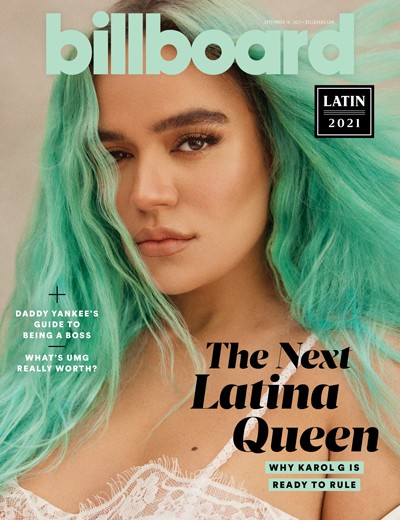 billboard
LATIN
2021
+
DADDY YANKEE'S
GUIDE TO
BEING A BOSS
WHAT'S UMG
REALLY WORTH?
The Next
Latina
Queen
WHY KAROL G IS
READY TO RULE